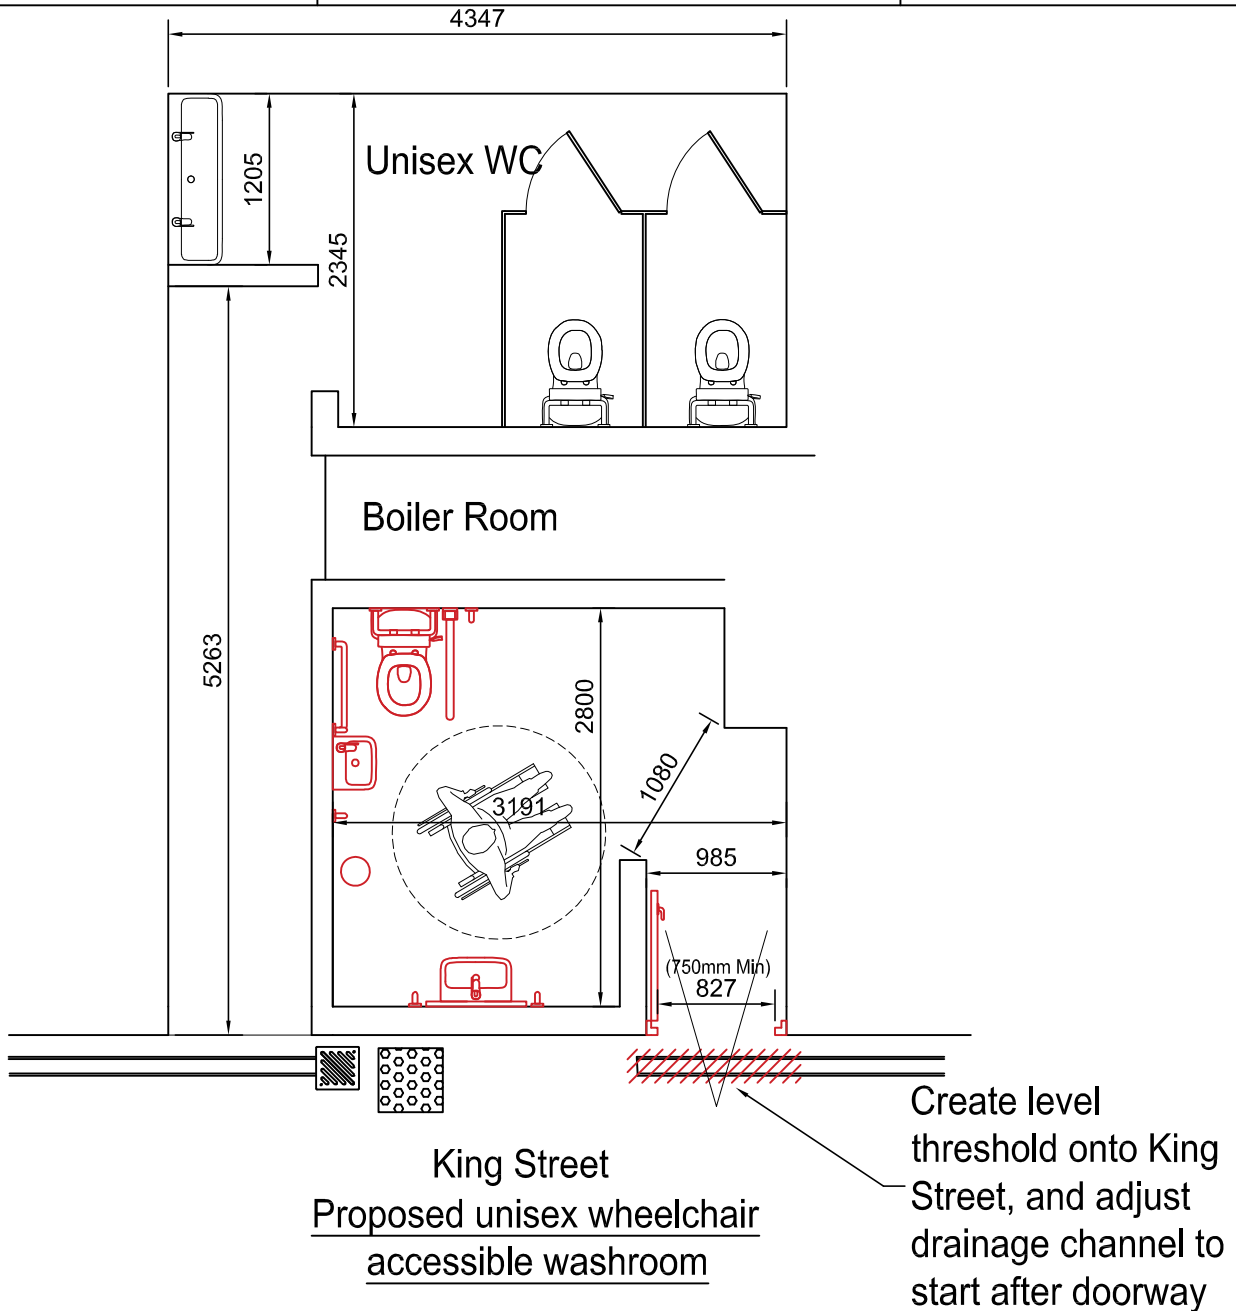 4347
Unisex WC
1205
2345
Boiler Room
5263
2800
1080
3191
985
(750mm Min)
827
King Street
Proposed unisex wheelchair
accessible washroom
Create level
threshold onto King
Street, and adjust
drainage channel to
start after doorway